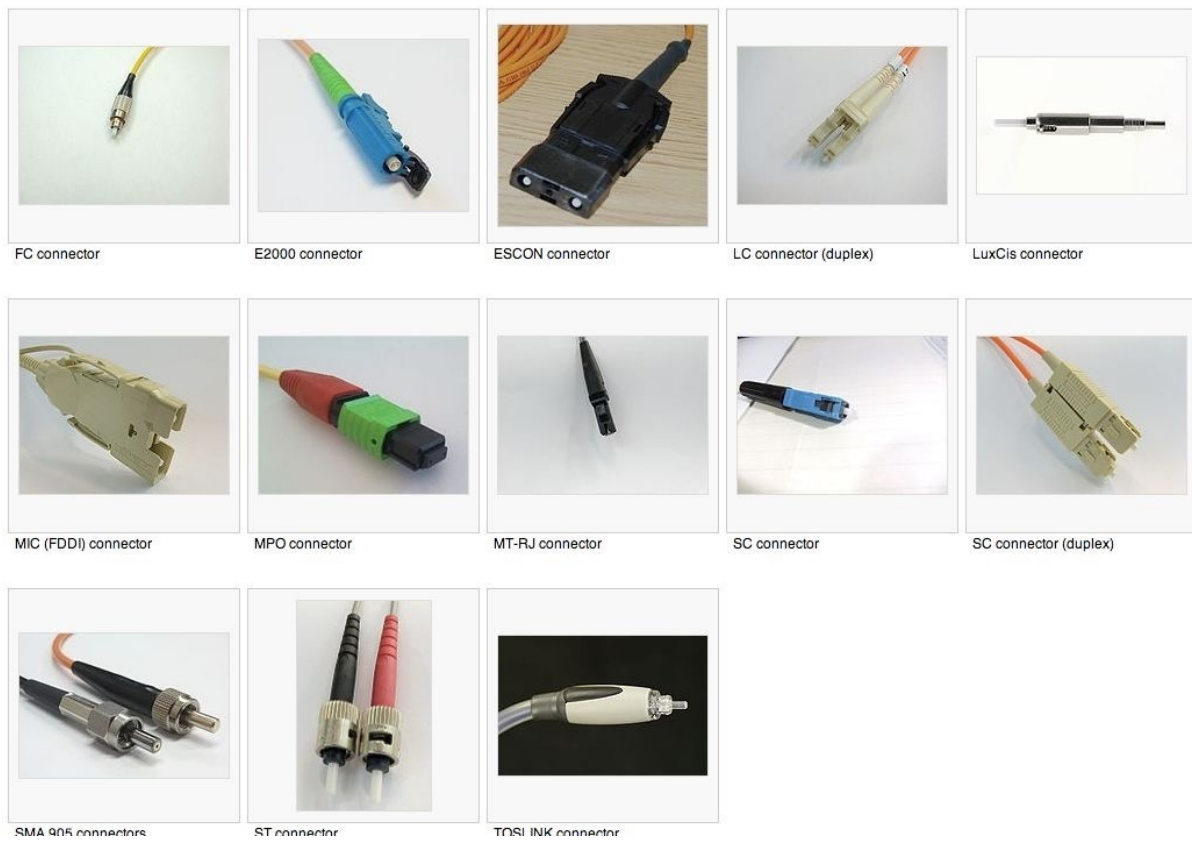 FC connector
E2000 connector
ESCON connector
LC connector (duplex)
LuxCis connector
MIC (FDDI) connector
MPO connector
MT-RJ connector
SC connector
SC connector (duplex)
SMA 905 connectors
ST connector
TOSLINK connector